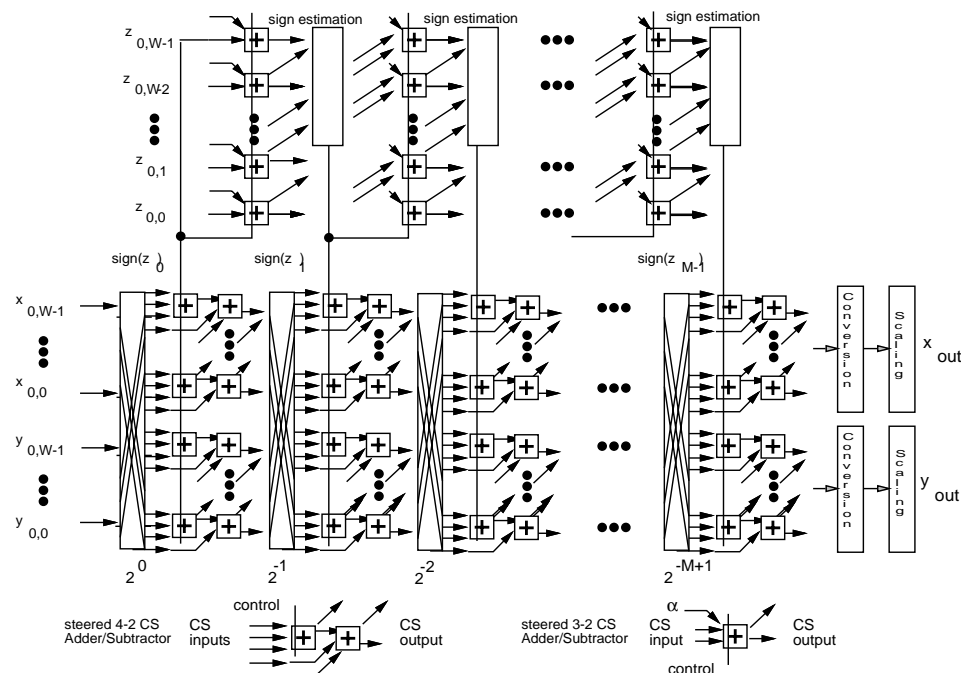 sign estimation
sign estimation
sign estimation
z 0,W-1
z 0,W-2
z 0,1
z 0,0
sign(z 0)
sign(z 1)
sign(z M-1)
x 0,W-1
x 0,0
y 0,W-1
y 0,0
Conversion
Scaling
x out
Conversion
Scaling
y out
2 0
2 -1
2 -2
2 -M+1
control
steered 4-2 CS
Adder/Subtractor
CS
inputs
CS
output
steered 3-2 CS
Adder/Subtractor
α
CS
input
CS
output
control